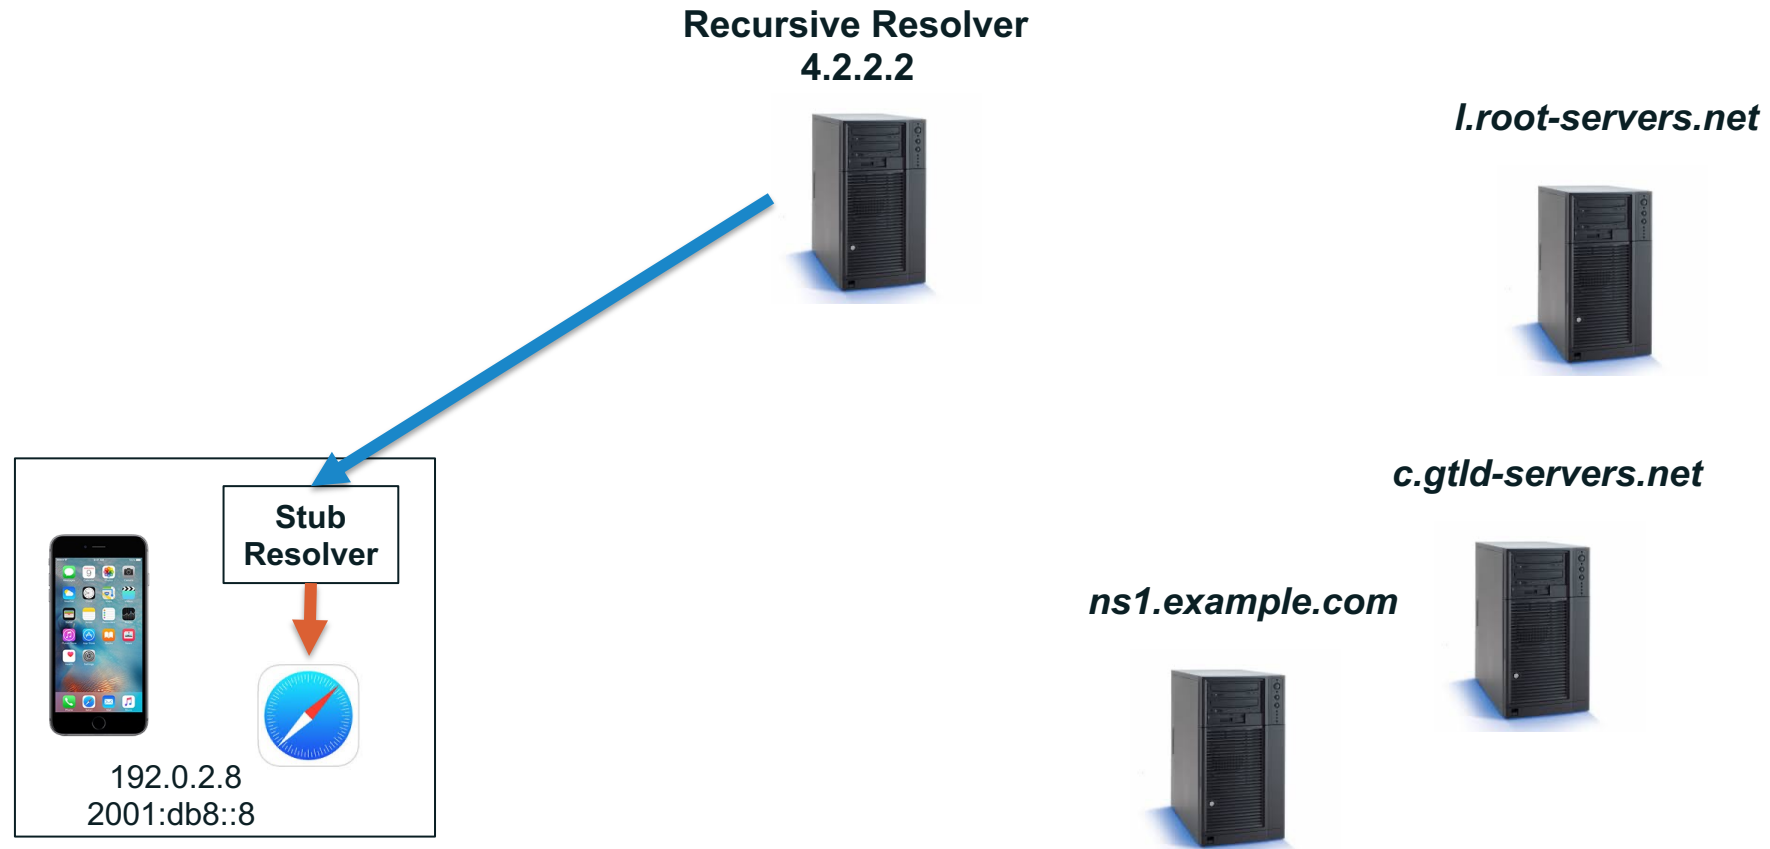 Recursive Resolver
4.2.2.2
l.root-servers.net
c.gtld-servers.net
Stub
Resolver
ns1.example.com
192.0.2.8
2001:db8::8